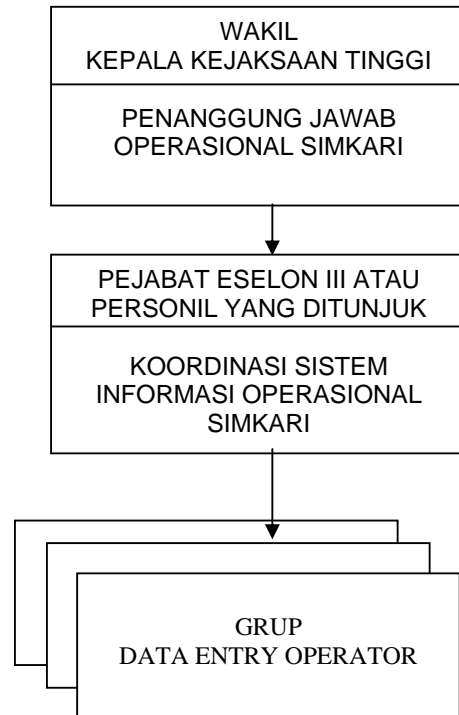 WAKIL
KEPALA KEJAKSAAN TINGGI
PENANGGUNG JAWAB
OPERASIONAL SIMKARI
PEJABAT ESELON III ATAU
PERSONIL YANG DITUNJUK
KOORDINASI SISTEM
INFORMASI OPERASIONAL
SIMKARI
GRUP
DATA ENTRY OPERATOR